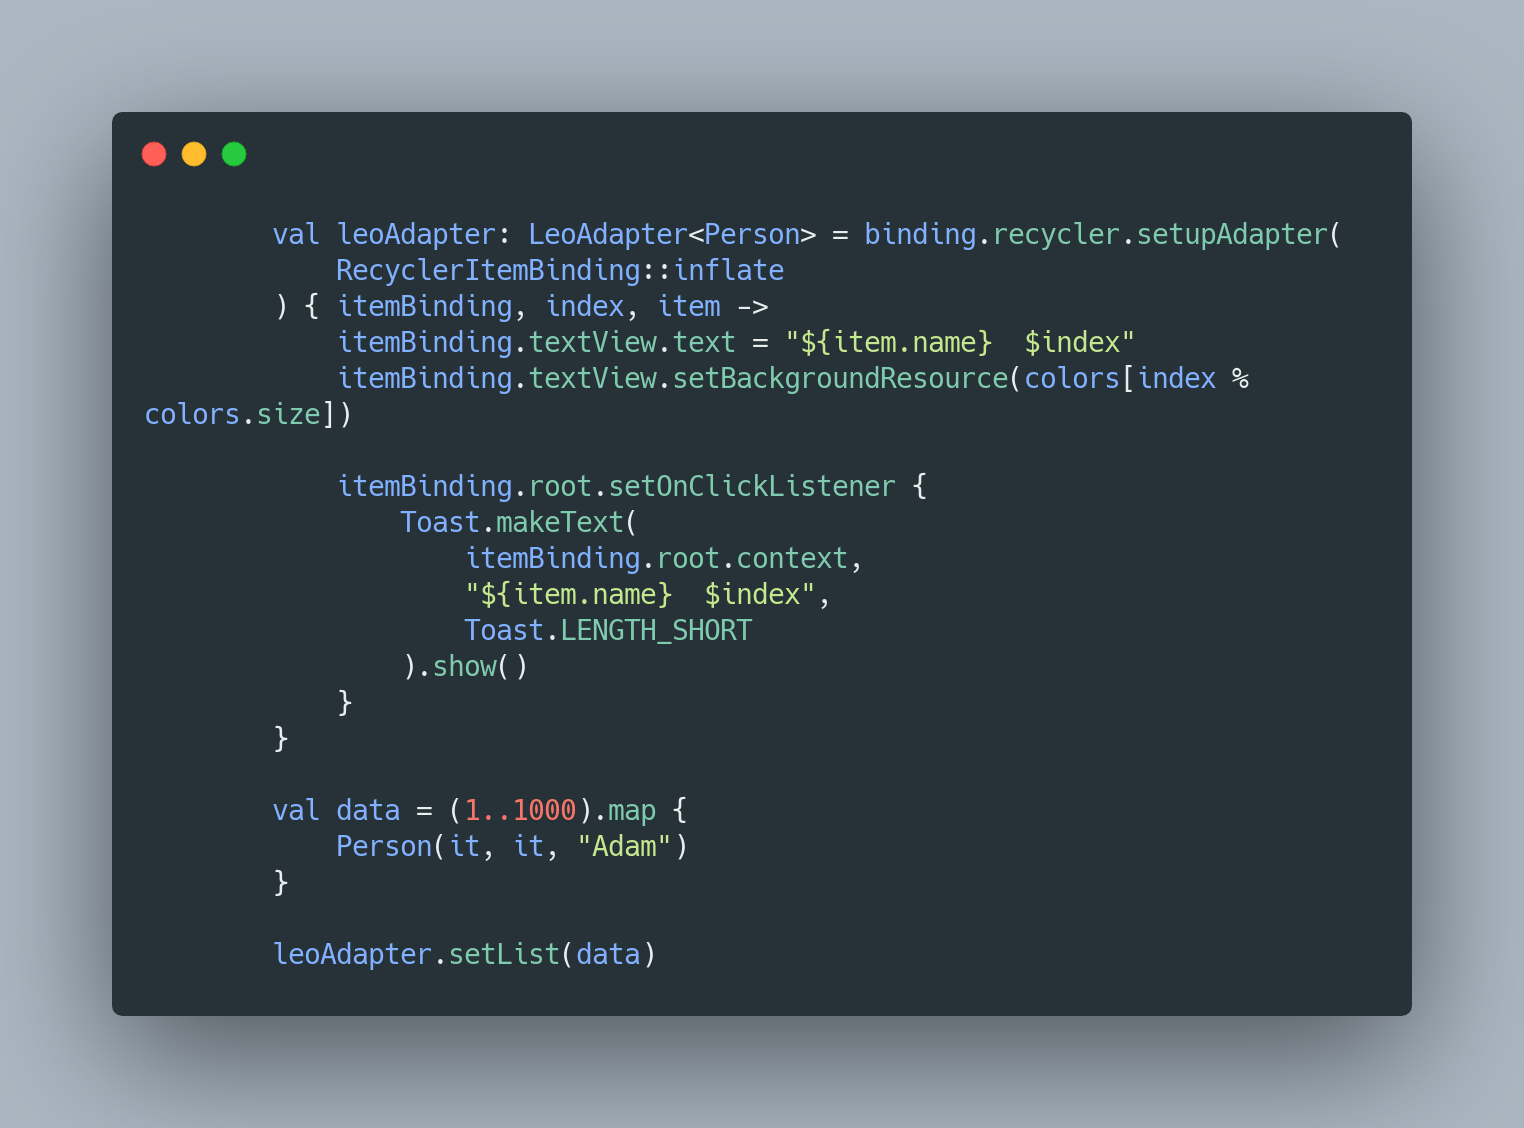 val leoAdapter: LeoAdapter<Person> = binding.recycler.setupAdapter(
            RecyclerItemBinding::inflate
        ) { itemBinding, index, item ->
            itemBinding.textView.text = "${item.name}  $index"
            itemBinding.textView.setBackgroundResource(colors[index %
colors.size])

            itemBinding.root.setOnClickListener {
                Toast.makeText(
                    itemBinding.root.context,
                    "${item.name}  $index",
                    Toast.LENGTH_SHORT
                ).show()
            }
        }

        val data = (1..1000).map {
            Person(it, it, "Adam")
        }

        leoAdapter.setList(data)